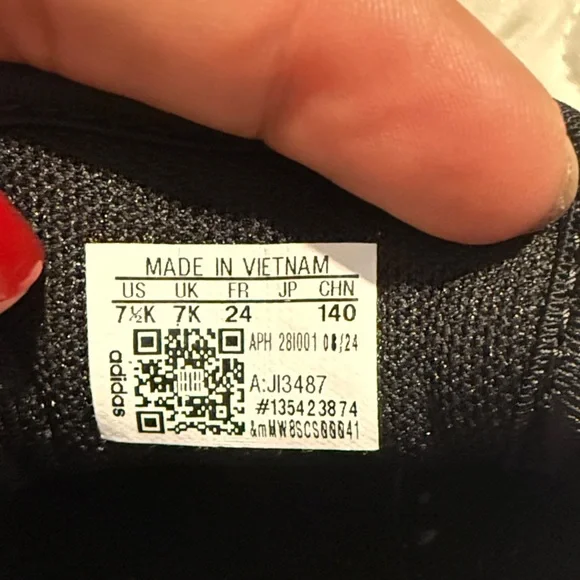 MADE IN VIETNAM
US UK FR JP CHN
7½K 7K 24 140
APH 281001 08/24
A:JI3487
#135423874
&mMW8SCS00041
adidas